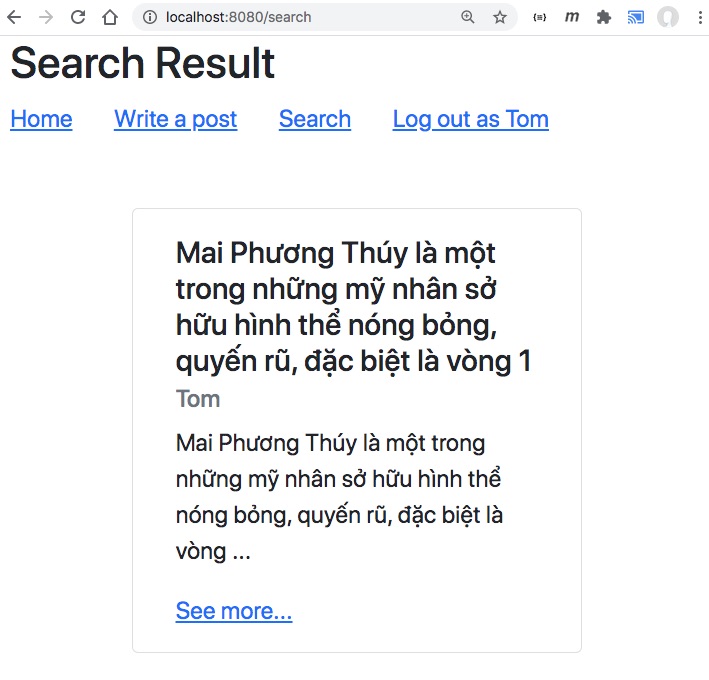 localhost:8080/search
Search Result
Home Write a post Search Log out as Tom
Mai Phương Thúy là một
trong những mỹ nhân sở
hữu hình thể nóng bỏng,
quyến rũ, đặc biệt là vòng 1
Tom
Mai Phương Thúy là một trong
những mỹ nhân sở hữu hình thể
nóng bỏng, quyến rũ, đặc biệt là
vòng ...
See more...